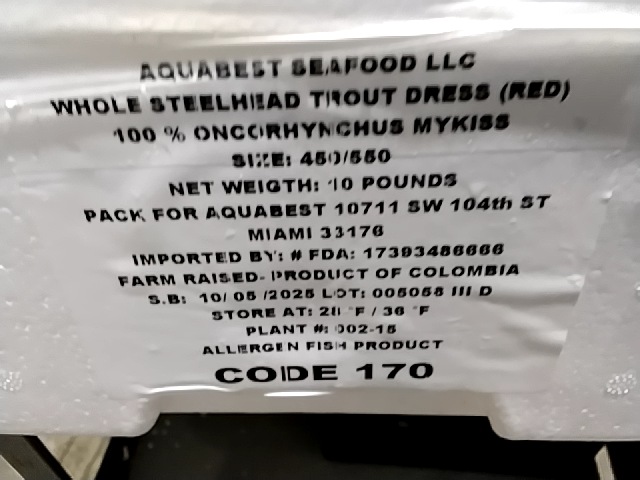 AQUABEST SEAFOOD LLC
WHOLE STEELHEAD TROUT DRESS (RED)
100 % ONCORHYNCHUS MYKISS
SIZE: 450/550
NET WEIGTH: 10 POUNDS
PACK FOR AQUABEST 10711 SW 104th ST
MIAMI 33176
IMPORTED BY: # FDA: 17393486666
FARM RAISED- PRODUCT OF COLOMBIA
S.B: 10/ 05 /2025 LOT: 005058 III D
STORE AT: 28 °F / 36 °F
PLANT #: 002-15
ALLERGEN FISH PRODUCT
CODE 170